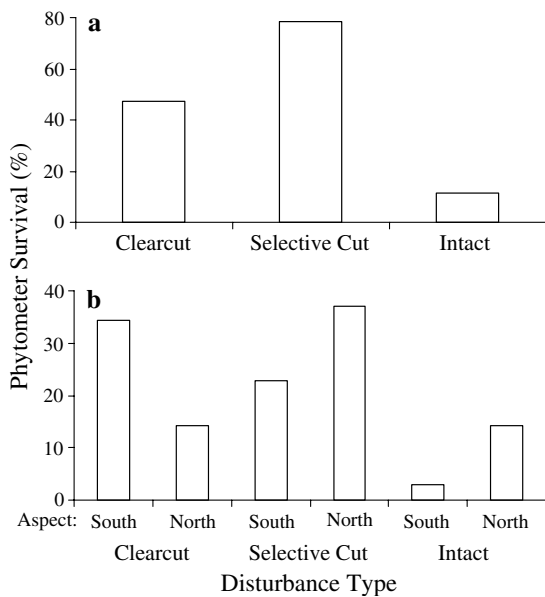 Phytometer Survival (%)
a
80
60
40
20
0
Clearcut Selective Cut Intact
b
40
30
20
10
0
Aspect: South North South North South North
Clearcut Selective Cut Intact
Disturbance Type